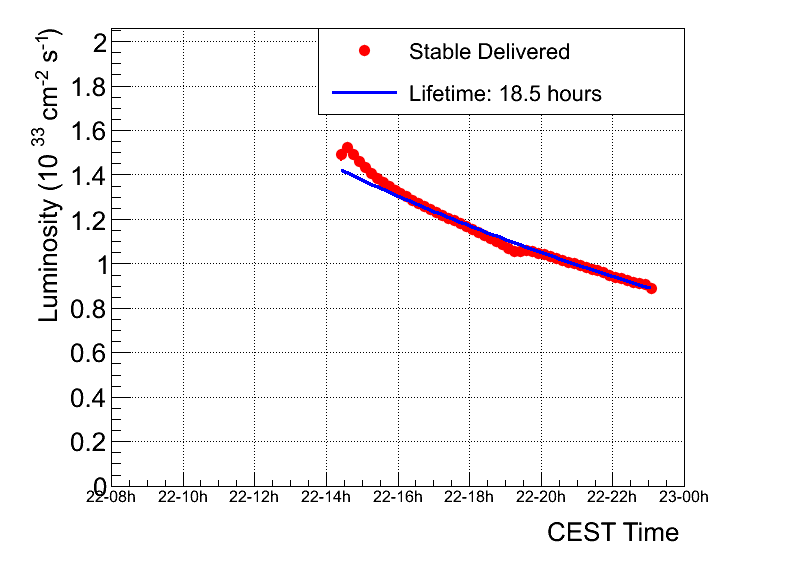 Stable Delivered
Lifetime: 18.5 hours
Luminosity (10 33 cm-2 s-1)
2
1.8
1.6
1.4
1.2
1
0.8
0.6
0.4
0.2
0
22-08h 22-10h 22-12h 22-14h 22-16h 22-18h 22-20h 22-22h 23-00h
CEST Time